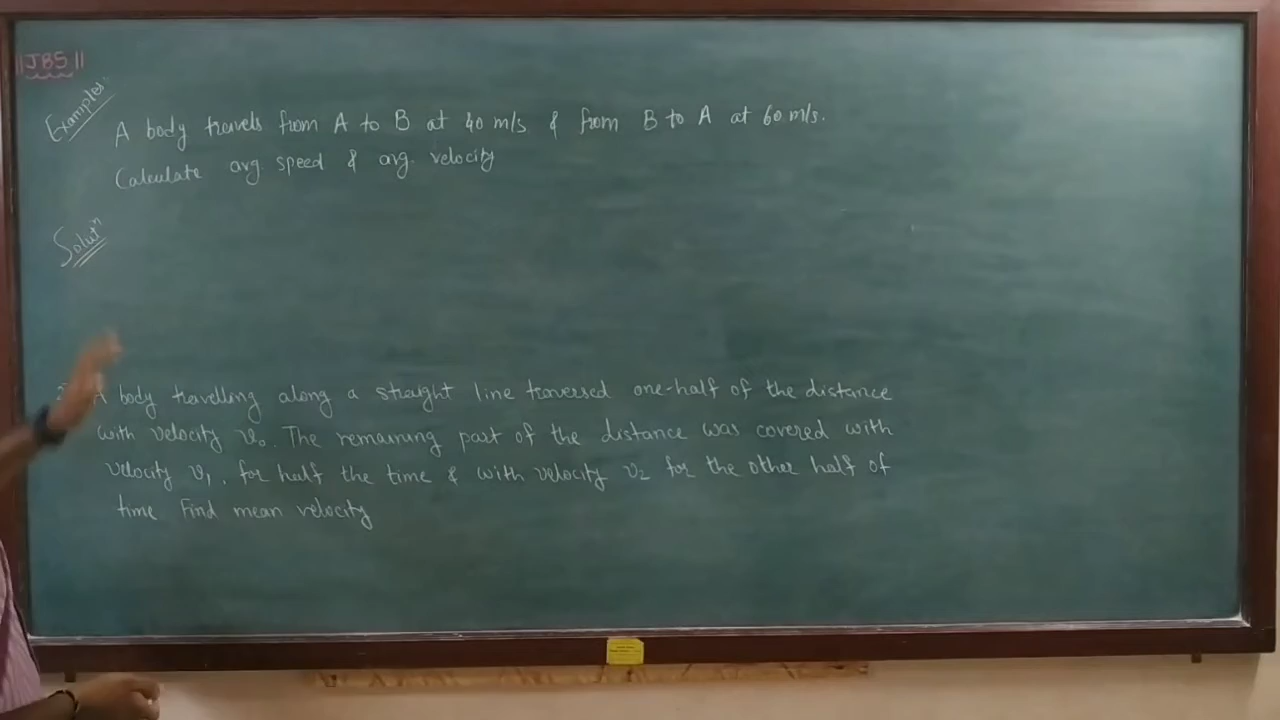 ||JBS||
Examples:
A body travels from A to B at 40 m/s & from B to A at 60 m/s.
Calculate avg. speed & avg. velocity
Solutⁿ
A body travelling along a straight line traversed one-half of the distance
with velocity v₀. The remaining part of the distance was covered with
velocity v₁, for half the time & with velocity v₂ for the other half of
time Find mean velocity